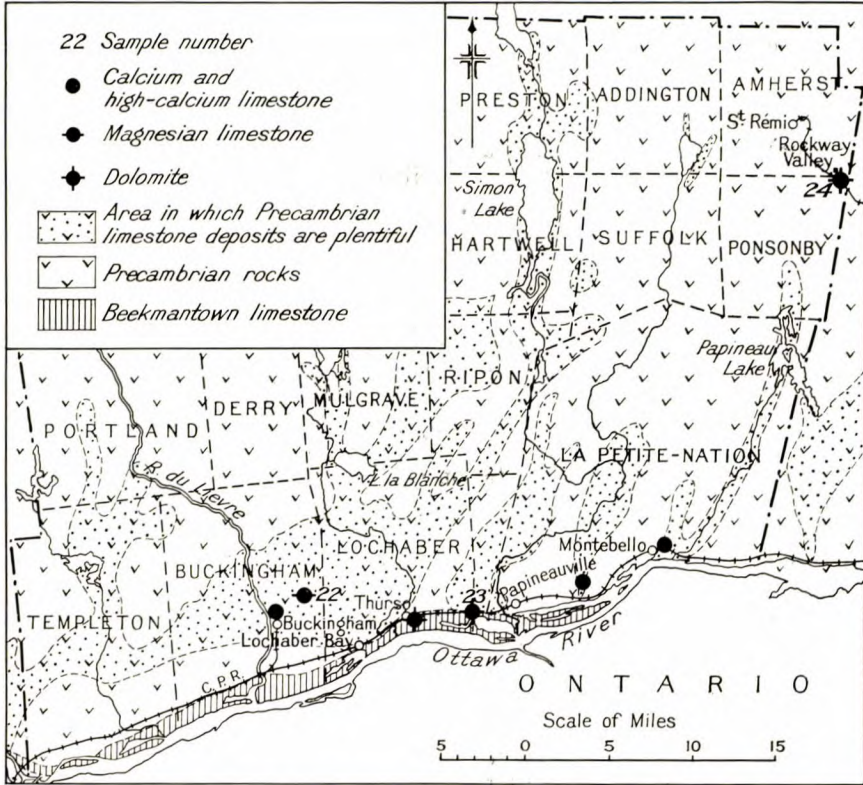 22 Sample number
Calcium and
high-calcium limestone
Magnesian limestone
Dolomite
Area in which Precambrian
limestone deposits are plentiful
Precambrian rocks
Beekmantown limestone
PRESTON
ADDINGTON
AMHERST
St. Rémi
Rockway
Valley
24
Simon
Lake
HARTWELL
SUFFOLK
PONSONBY
Papineau
Lake
RIPON
MULGRAVE
DERRY
PORTLAND
R. du Lievre
L. la Blanche
LA PETITE-NATION
LOCHABER
Montebello
BUCKINGHAM
22
Thurso
23
Papineauville
TEMPLETON
Buckingham
Lochaber Bay
C.P.R.
Ottawa
River
ONTARIO
Scale of Miles
5 0 5 10 15